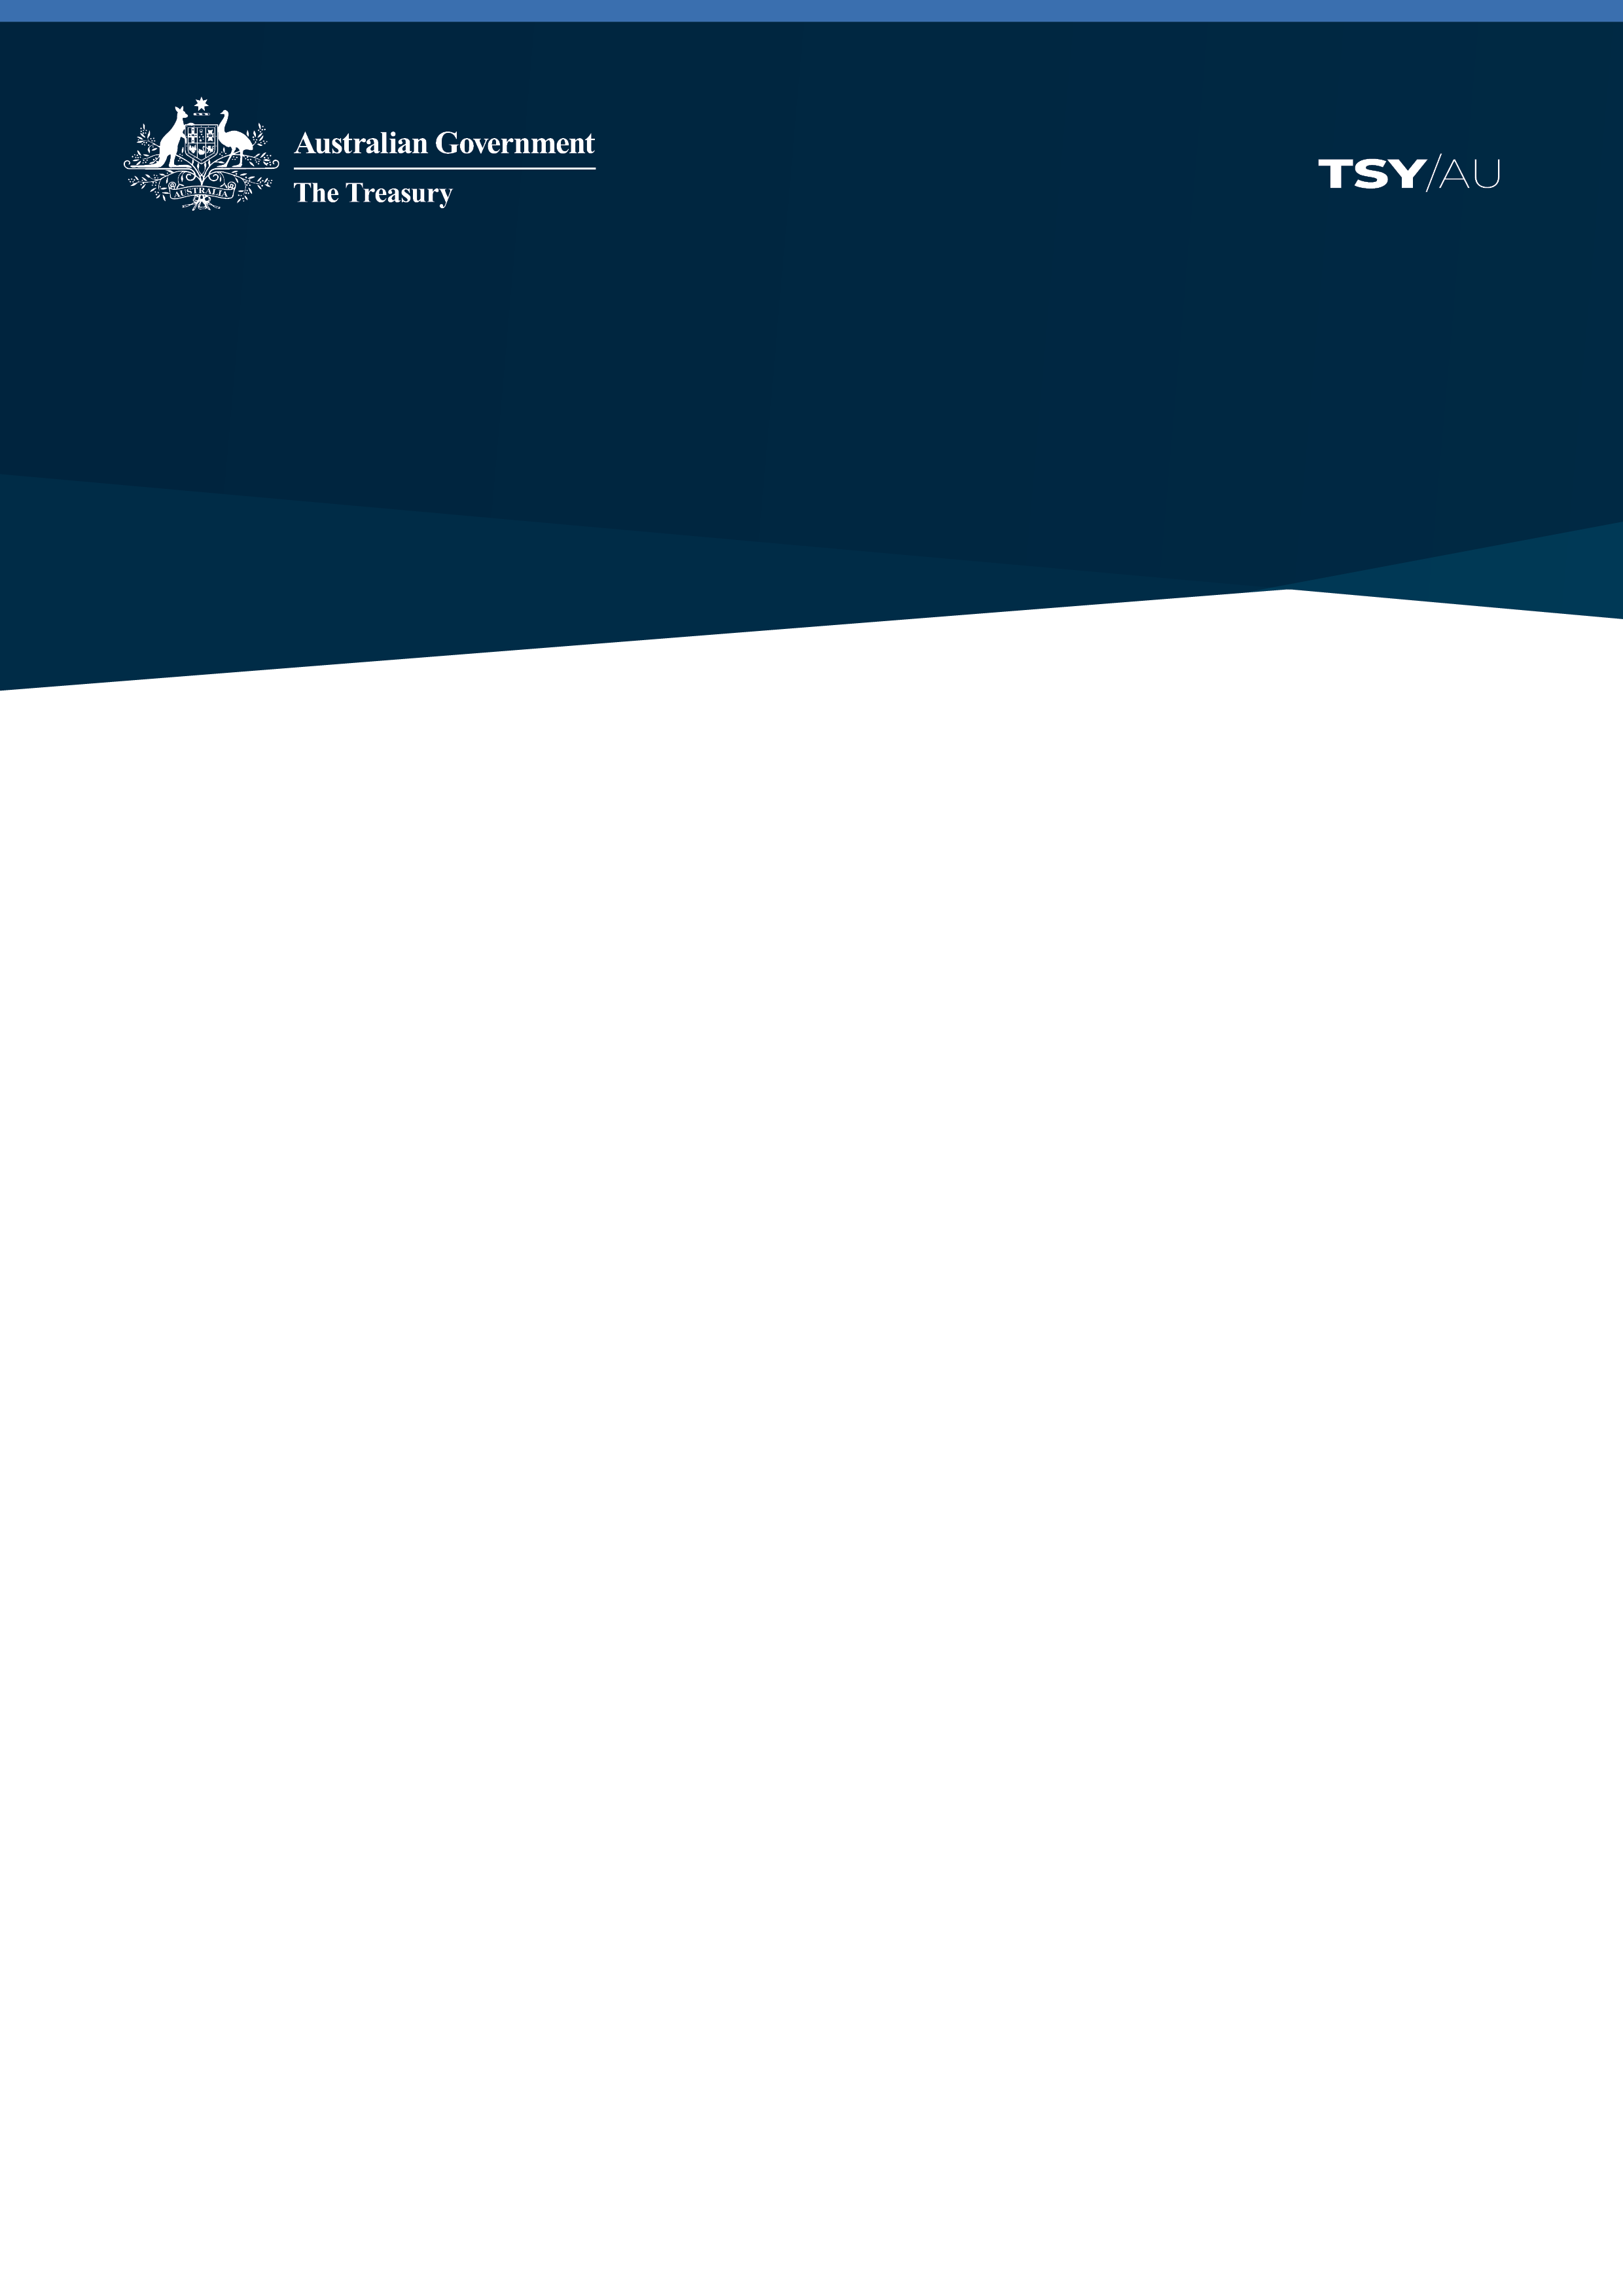 Australian Government
The Treasury
AUSTRALIA
TSY/AU